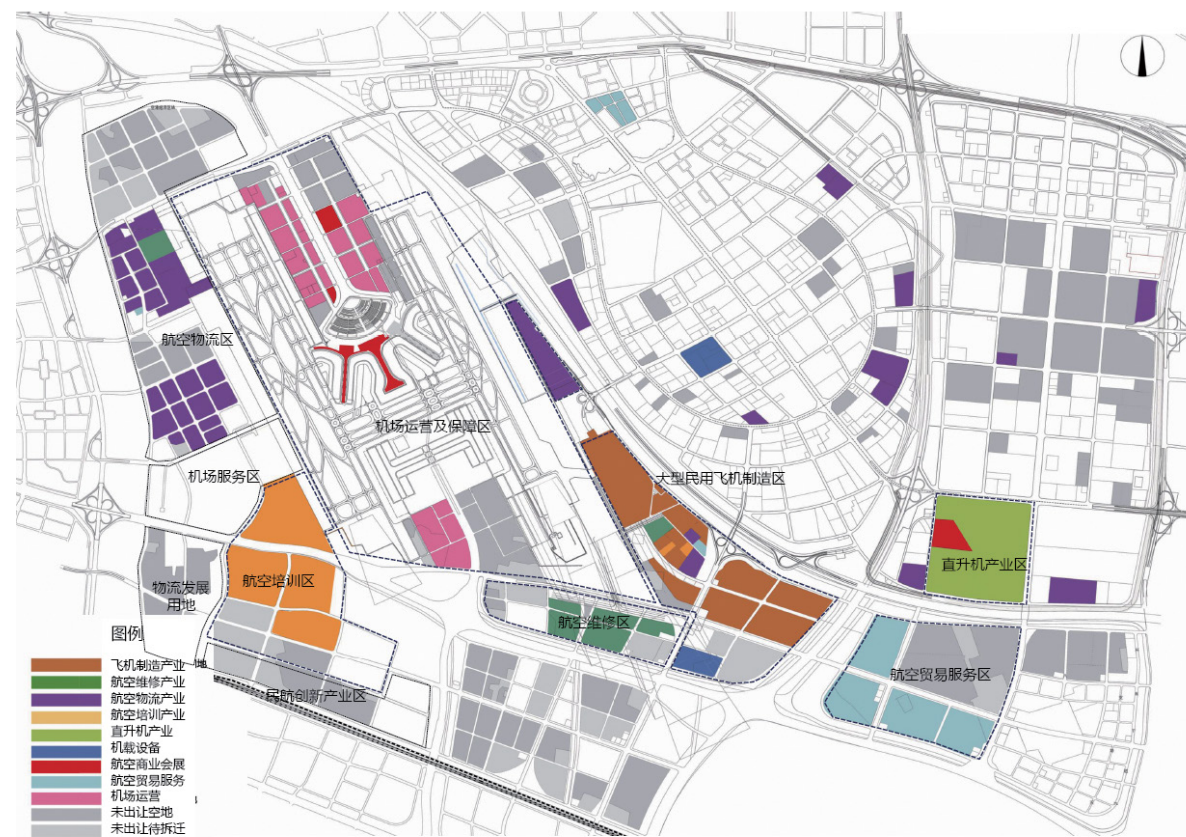 航空物流区
机场运营及保障区
机场服务区
大型民用飞机制造区
直升机产业区
物流发展
用地
航空培训区
航空维修区
航空贸易服务区
民航创新产业区
图例
飞机制造产业
地
航空维修产业
航空物流产业
航空培训产业
直升机产业
机载设备
航空商业会展
航空贸易服务
机场运营
未出让空地
未出让待拆迁